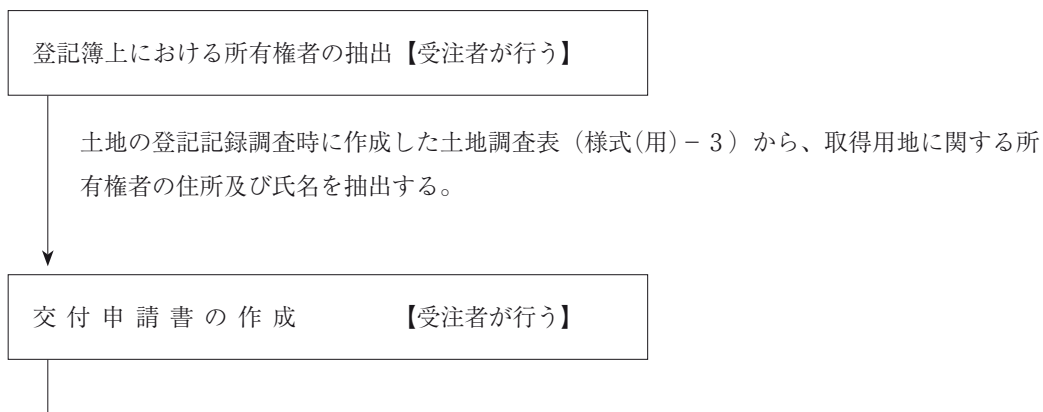 登記簿上における所有権者の抽出【受注者が行う】
土地の登記記録調査時に作成した土地調査表（様式(用)－３）から、取得用地に関する所
有権者の住所及び氏名を抽出する。
交 付 申 請 書 の 作 成　　　【受注者が行う】